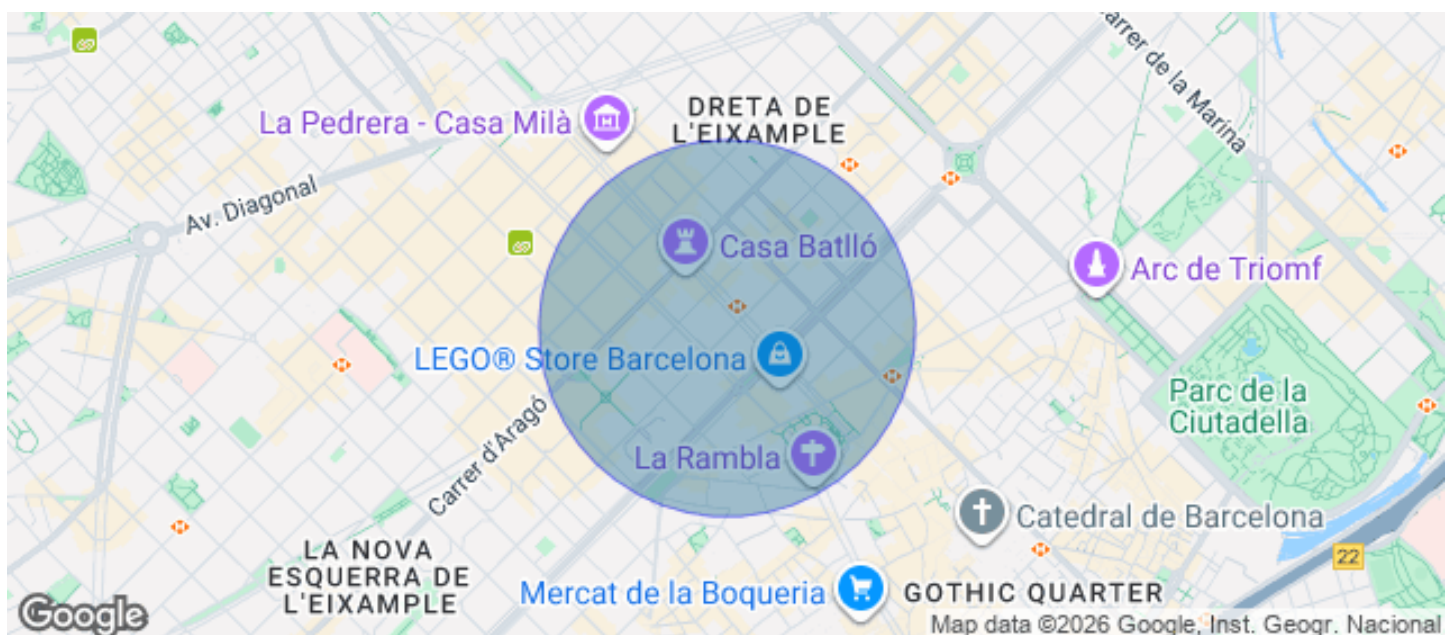 arrer de la Marina
DRETA DE
L'EIXAMPLE
La Pedrera - Casa Milà
Av. Diagonal
Casa Batlló
Arc de Triomf
LEGO® Store Barcelona
Parc de la
Ciutadella
Carrer d'Aragó
La Rambla
Catedral de Barcelona
22
LA NOVA
ESQUERRA DE
L'EIXAMPLE
Mercat de la Boqueria
GOTHIC QUARTER
Google
Map data ©2026 Google, Inst. Geogr. Nacional